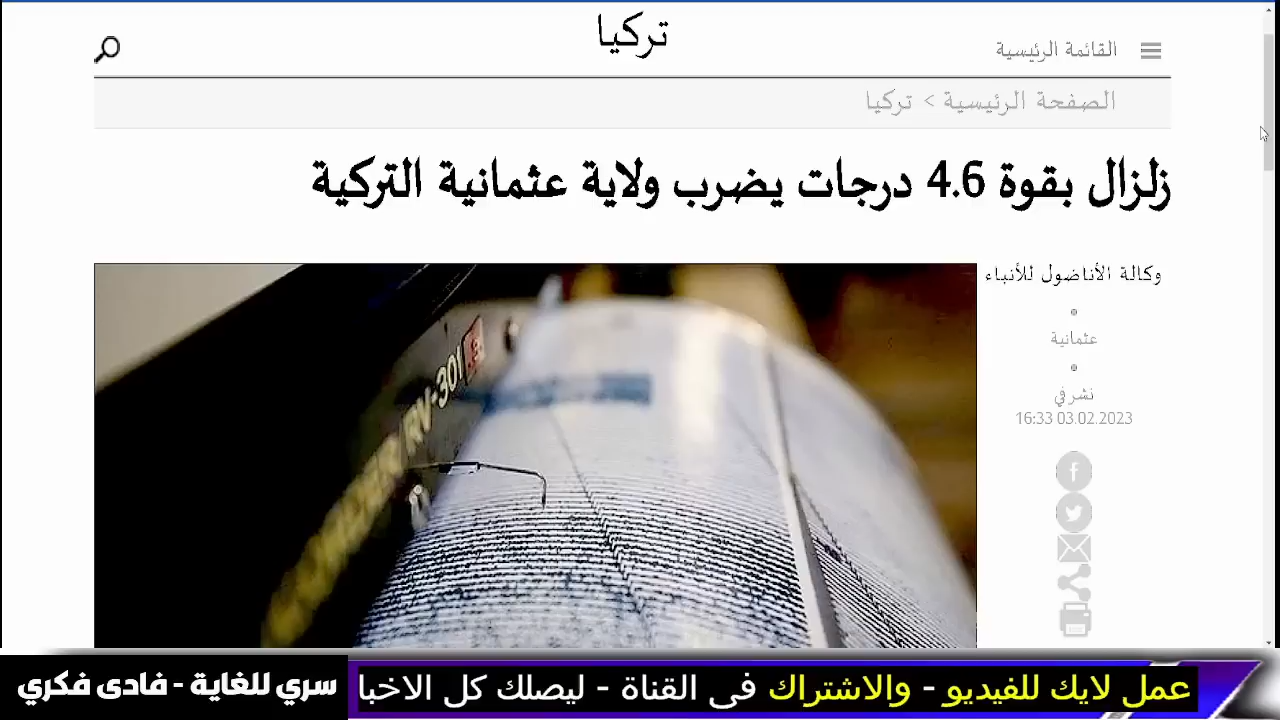 تركيا
القائمة الرئيسية
الصفحة الرئيسية > تركيا
زلزال بقوة 4.6 درجات يضرب ولاية عثمانية التركية
وكالة الأناضول للأنباء
عثمانية
نشر في
16:33 03.02.2023
RV-301
عمل لايك للفيديو - والاشتراك فى القناة - ليصلك كل الاخبا
سري للغاية - فادى فكري